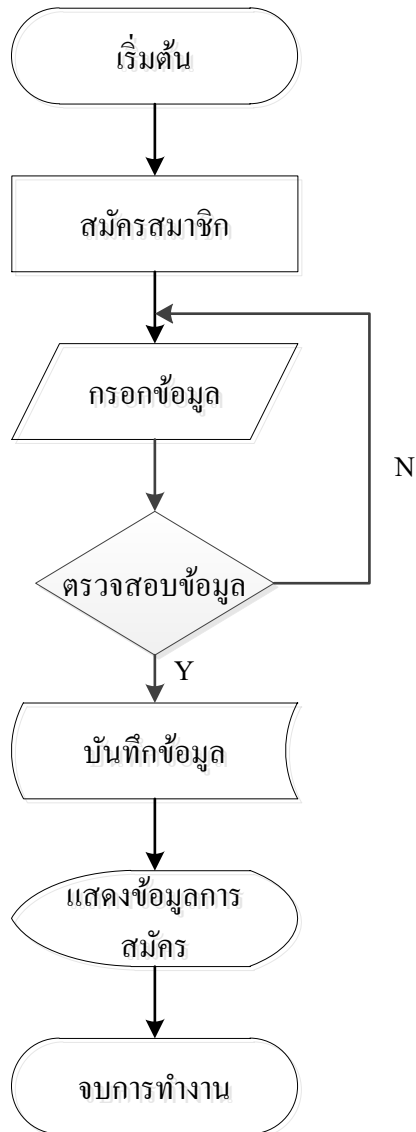 เริ่มต้น
สมัครสมาชิก
กรอกข้อมูล
N
ตรวจสอบข้อมูล
Y
บันทึกข้อมูล
แสดงข้อมูลการ
สมัคร
จบการทำงาน